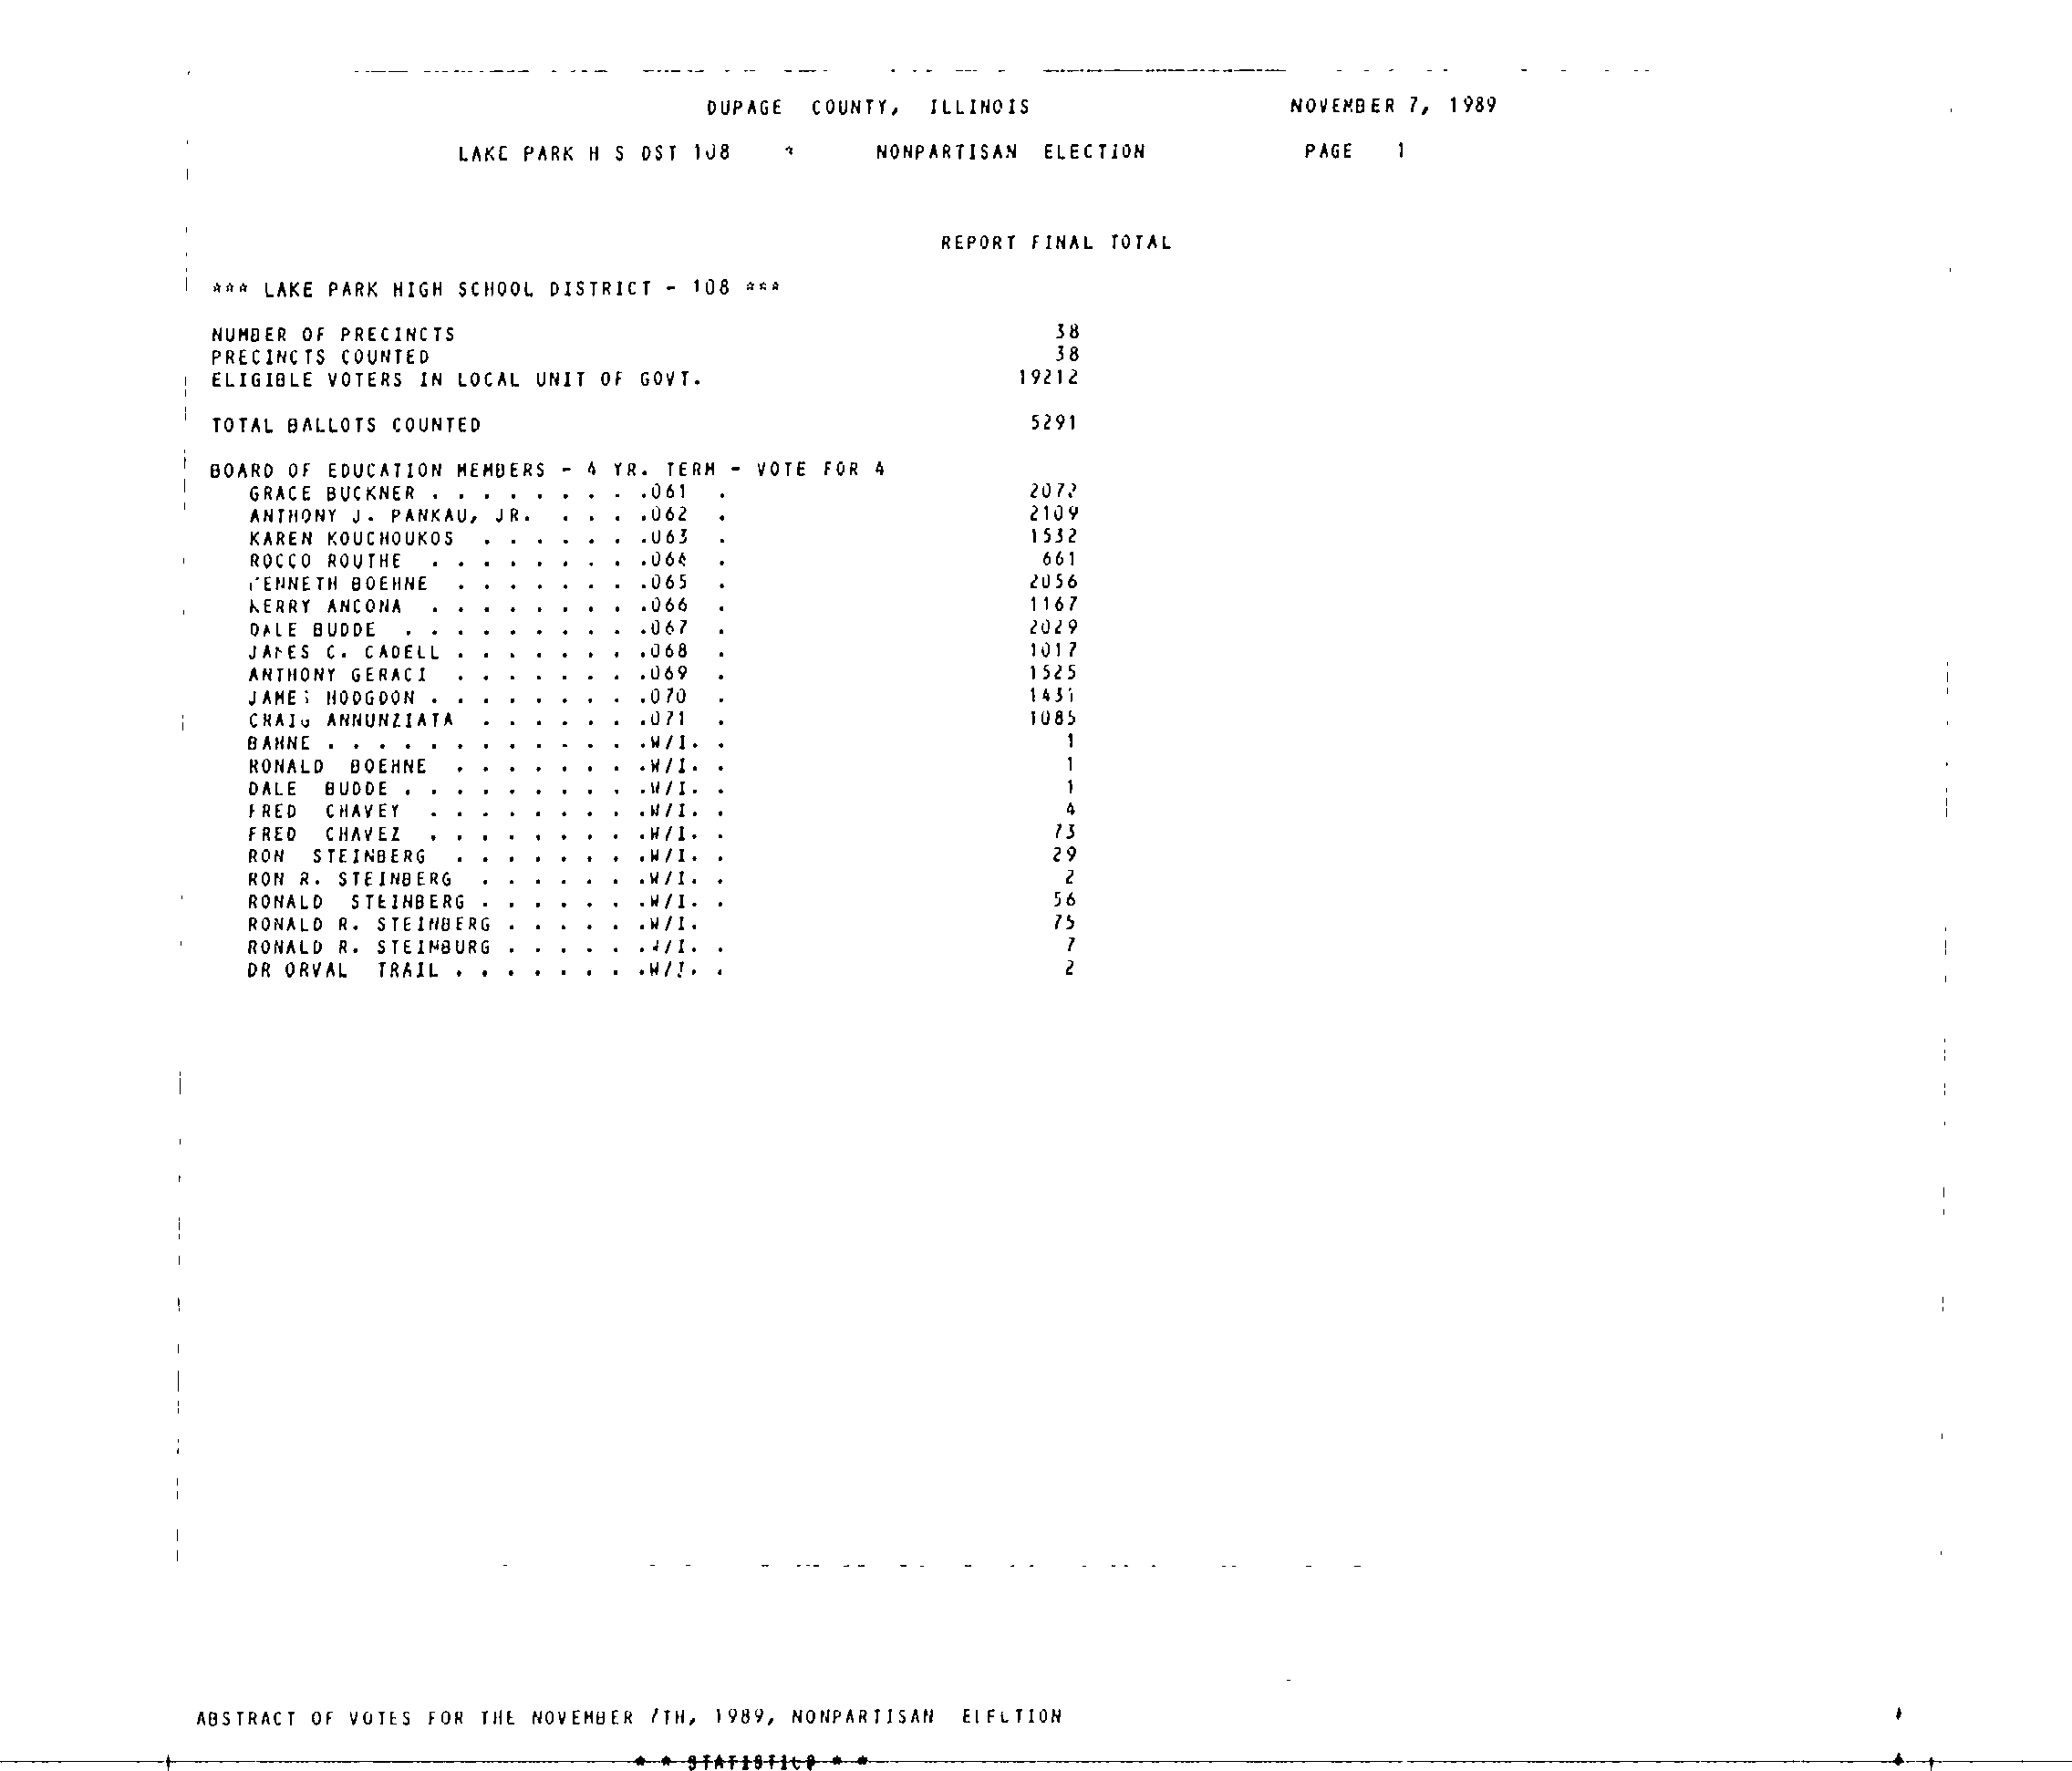 DUPAGE COUNTY, ILLINOIS NOVEMBER 7, 1989
LAKE PARK H S DST 108 * NONPARTISAN ELECTION PAGE 1
REPORT FINAL TOTAL
*** LAKE PARK HIGH SCHOOL DISTRICT - 108 ***
NUMBER OF PRECINCTS 38
PRECINCTS COUNTED 38
ELIGIBLE VOTERS IN LOCAL UNIT OF GOVT. 19212
TOTAL BALLOTS COUNTED 5291
BOARD OF EDUCATION MEMBERS - 4 YR. TERM - VOTE FOR 4
GRACE BUCKNER . . . . . . . . .061 . 2072
ANTHONY J. PANKAU, JR. . . . .062 . 2109
KAREN KOUCHOUKOS . . . . . . .063 . 1532
ROCCO ROUTHE . . . . . . . . .064 . 661
KENNETH BOEHNE . . . . . . . .065 . 2056
KERRY ANCONA . . . . . . . . .066 . 1167
DALE BUDDE . . . . . . . . . .067 . 2029
JAMES C. CADELL . . . . . . . .068 . 1017
ANTHONY GERACI . . . . . . . .069 . 1525
JAMES HODGDON . . . . . . . . .070 . 1431
CRAIG ANNUNZIATA . . . . . . .071 . 1085
BAHNE . . . . . . . . . . . . .W/I. . 1
RONALD BOEHNE . . . . . . . .W/I. . 1
DALE BUDDE . . . . . . . . . .W/I. . 1
FRED CHAVEY . . . . . . . . .W/I. . 4
FRED CHAVEZ . . . . . . . . .W/I. . 73
RON STEINBERG . . . . . . . .W/I. . 29
RON R. STEINBERG . . . . . . .W/I. . 2
RONALD STEINBERG . . . . . . .W/I. . 56
RONALD R. STEINBERG . . . . . .W/I. 75
RONALD R. STEINBURG . . . . . .W/I. . 7
DR ORVAL TRAIL . . . . . . . .W/I. . 2
ABSTRACT OF VOTES FOR THE NOVEMBER 7TH, 1989, NONPARTISAN ELECTION
* * STATISTICS * *